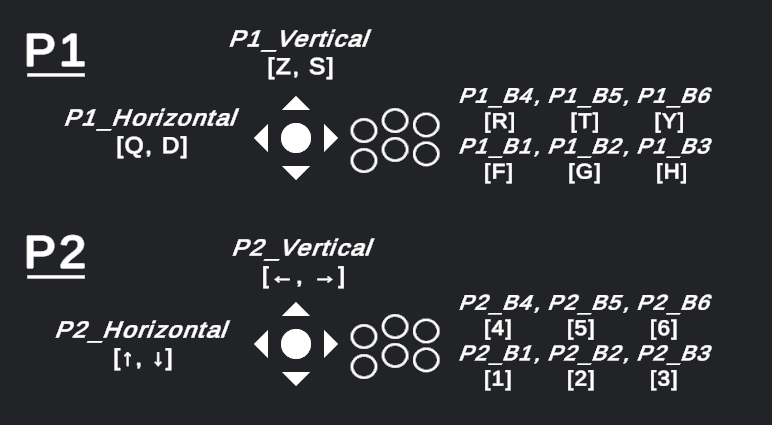 P1
P1_Vertical
[Z, S]
P1_Horizontal
[Q, D]
P1_B4, P1_B5, P1_B6
[R] [T] [Y]
P1_B1, P1_B2, P1_B3
[F] [G] [H]
P2
P2_Vertical
[←, →]
P2_Horizontal
[↑, ↓]
P2_B4, P2_B5, P2_B6
[4] [5] [6]
P2_B1, P2_B2, P2_B3
[1] [2] [3]